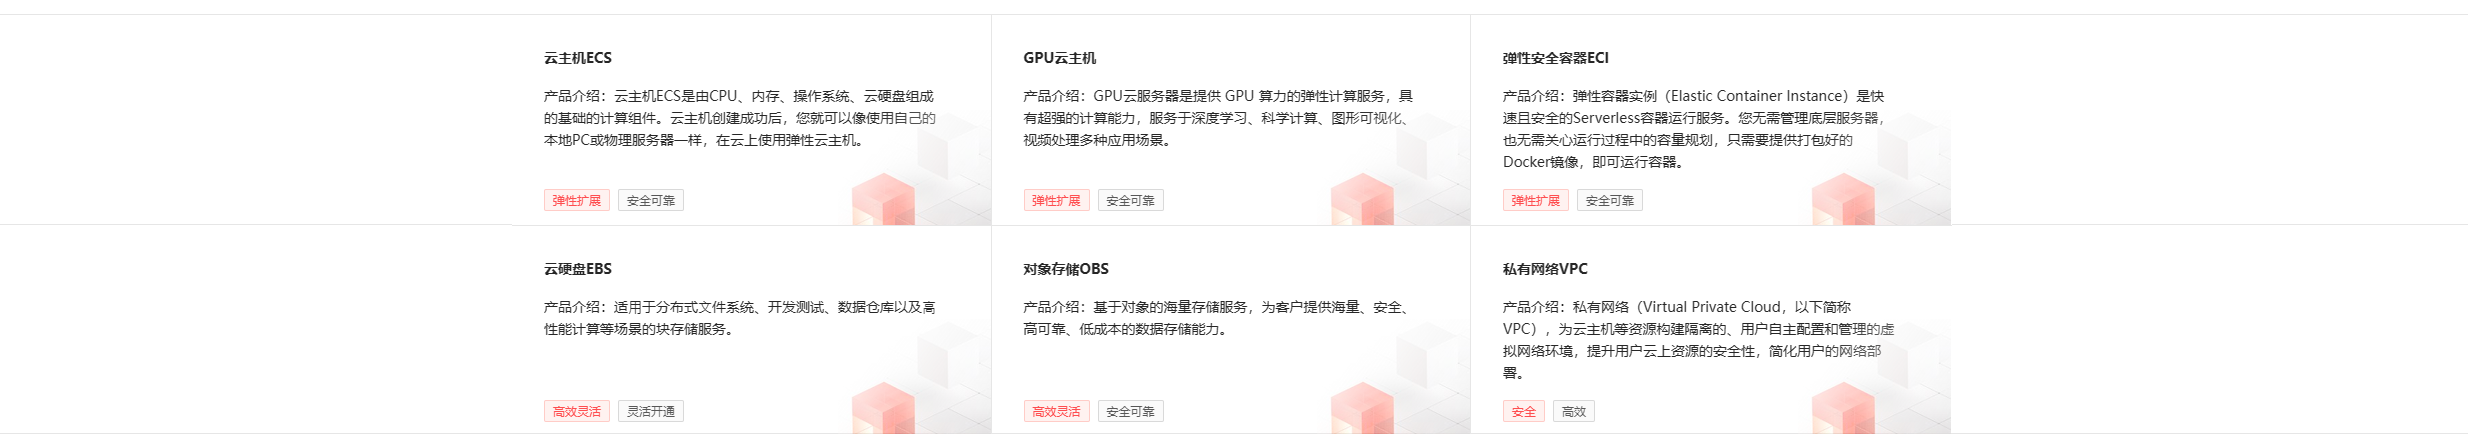 云主机ECS
产品介绍：云主机ECS是由CPU、内存、操作系统、云硬盘组成
的基础的计算组件。云主机创建成功后，您就可以像使用自己的
本地PC或物理服务器一样，在云上使用弹性云主机。
弹性扩展 安全可靠
GPU云主机
产品介绍：GPU云服务器是提供 GPU 算力的弹性计算服务，具
有超强的计算能力，服务于深度学习、科学计算、图形可视化、
视频处理多种应用场景。
弹性扩展 安全可靠
弹性安全容器ECI
产品介绍：弹性容器实例（Elastic Container Instance）是快
速且安全的Serverless容器运行服务。您无需管理底层服务器，
也无需关心运行过程中的容量规划，只需要提供打包好的
Docker镜像，即可运行容器。
弹性扩展 安全可靠
云硬盘EBS
产品介绍：适用于分布式文件系统、开发测试、数据仓库以及高
性能计算等场景的块存储服务。
高效灵活 灵活开通
对象存储OBS
产品介绍：基于对象的海量存储服务，为客户提供海量、安全、
高可靠、低成本的数据存储能力。
高效灵活 安全可靠
私有网络VPC
产品介绍：私有网络（Virtual Private Cloud，以下简称
VPC），为云主机等资源构建隔离的、用户自主配置和管理的虚
拟网络环境，提升用户云上资源的安全性，简化用户的网络部
署。
安全 高效